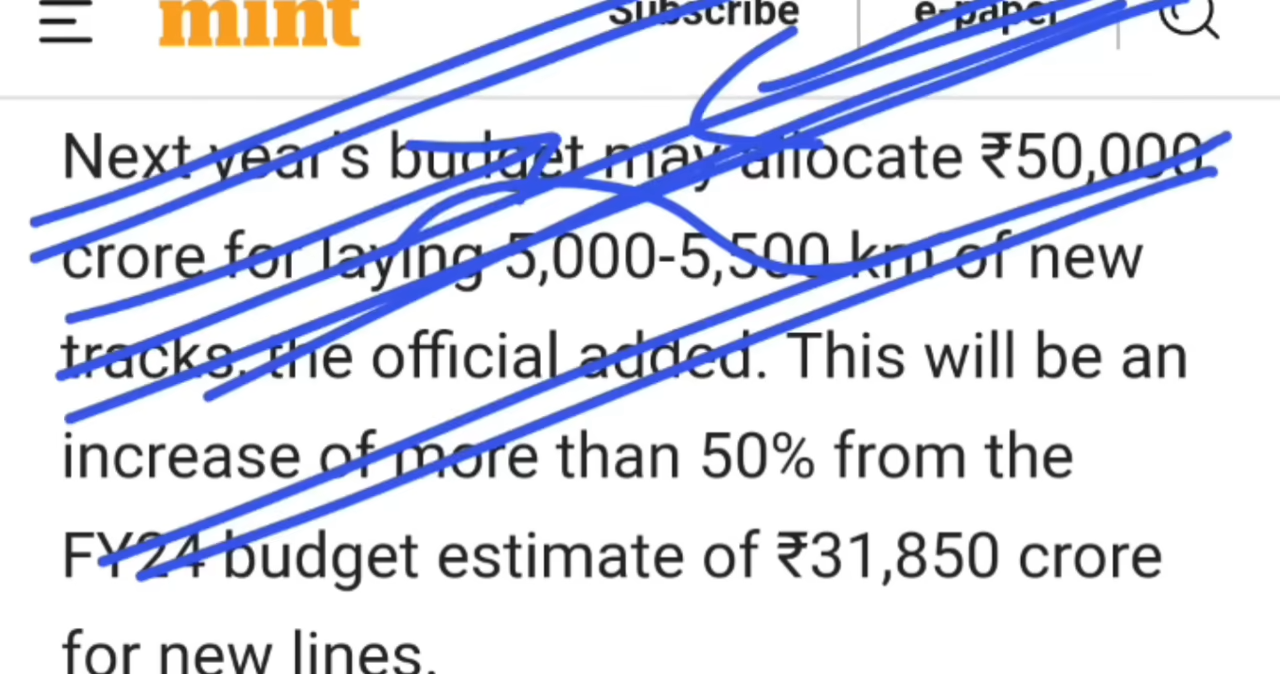 mint
Subscribe
e-paper
Next year's budget may allocate ₹50,000
crore for laying 5,000-5,500 km of new
tracks, the official added. This will be an
increase of more than 50% from the
FY24 budget estimate of ₹31,850 crore
for new lines.